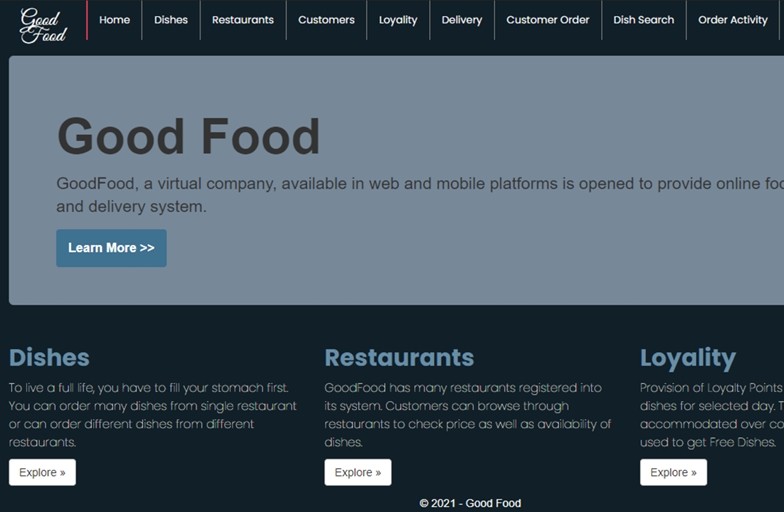 Good
Food
Home Dishes Restaurants Customers Loyality Delivery Customer Order Dish Search Order Activity
Good Food
GoodFood, a virtual company, available in web and mobile platforms is opened to provide online foo
and delivery system.
Learn More >>
Dishes
To live a full life, you have to fill your stomach first.
You can order many dishes from single restaurant
or can order different dishes from different
restaurants.
Explore »
Restaurants
GoodFood has many restaurants registered into
its system. Customers can browse through
restaurants to check price as well as availability of
dishes.
Explore »
Loyality
Provision of Loyalty Points
dishes for selected day. T
accommodated over co
used to get Free Dishes.
Explore »
© 2021 - Good Food